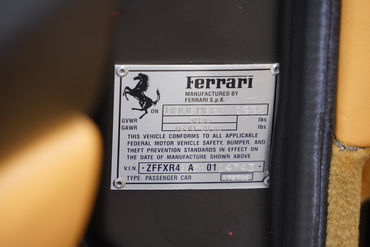 Ferrari
MANUFACTURED BY
FERRARI S.p.A.
ON
GVWR lbs
GAWR lbs
THIS VEHICLE CONFORMS TO ALL APPLICABLE
FEDERAL MOTOR VEHICLE SAFETY, BUMPER, AND
THEFT PREVENTION STANDARDS IN EFFECT ON
THE DATE OF MANUFACTURE SHOWN ABOVE
V.I.N. ZFFXR4 A 01
TYPE: PASSENGER CAR